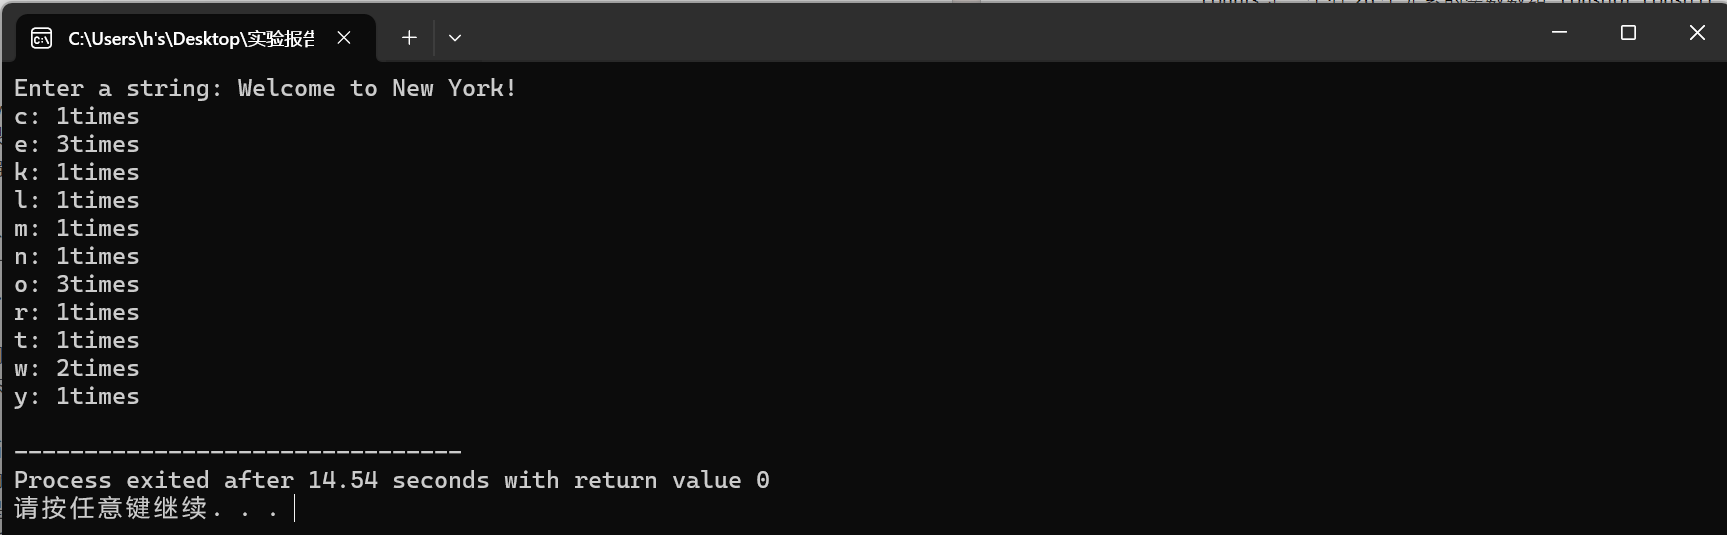 C:\Users\h's\Desktop\实验报告
Enter a string: Welcome to New York!
c: 1times
e: 3times
k: 1times
l: 1times
m: 1times
n: 1times
o: 3times
r: 1times
t: 1times
w: 2times
y: 1times
--------------------------------
Process exited after 14.54 seconds with return value 0
请按任意键继续. . .